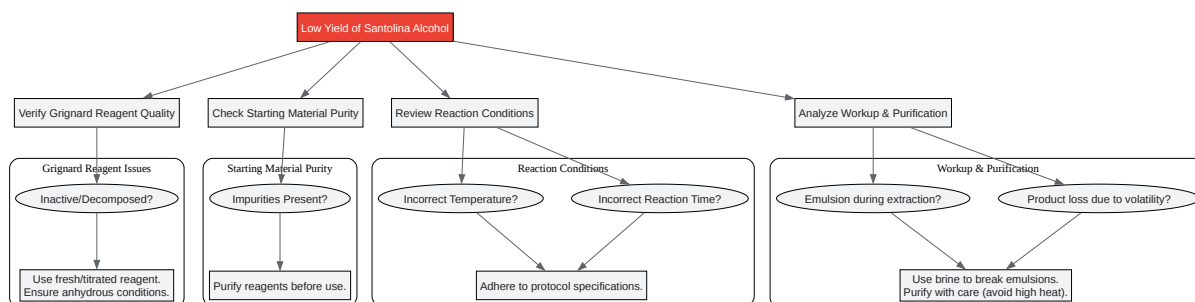 Low Yield of Santolina Alcohol
Verify Grignard Reagent Quality
Check Starting Material Purity
Review Reaction Conditions
Analyze Workup & Purification
Grignard Reagent Issues
Starting Material Purity
Reaction Conditions
Workup & Purification
Inactive/Decomposed?
Impurities Present?
Incorrect Temperature?
Incorrect Reaction Time?
Emulsion during extraction?
Product loss due to volatility?
Use fresh/titrated reagent.
Ensure anhydrous conditions.
Purify reagents before use.
Adhere to protocol specifications.
Use brine to break emulsions.
Purify with care (avoid high heat).